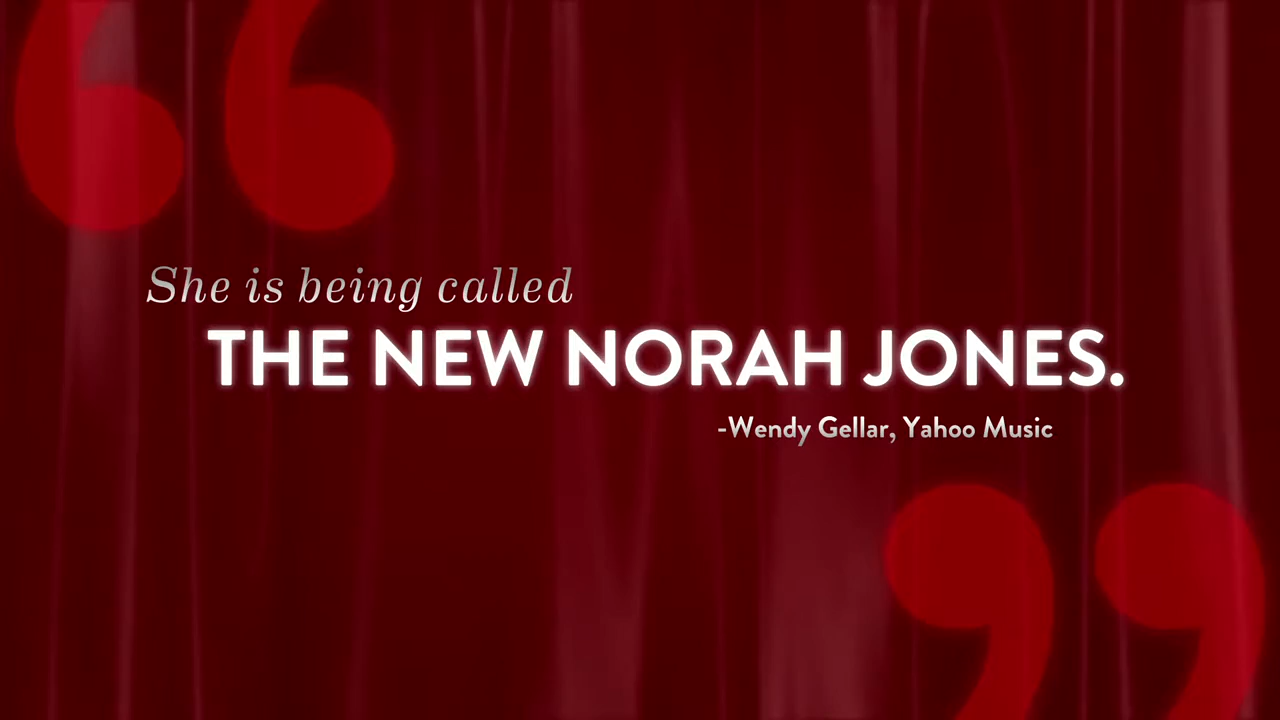 She is being called
THE NEW NORAH JONES.
-Wendy Gellar, Yahoo Music